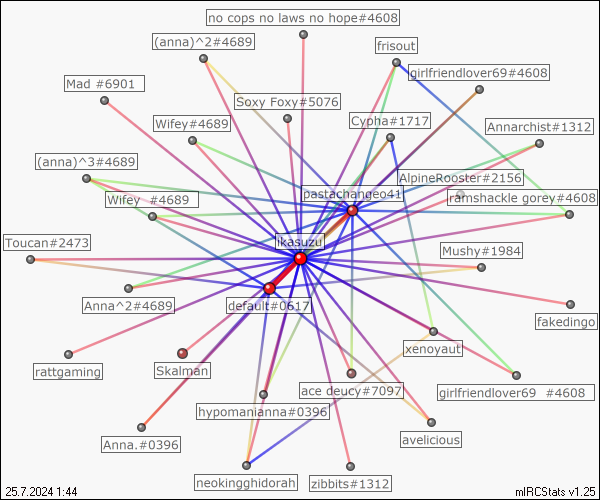 no cops no laws no hope#4608
(anna)^2#4689
frisout
girlfriendlover69#4608
Mad #6901
Soxy Foxy#5076
Wifey#4689
Cypha#1717
Annarchist#1312
(anna)^3#4689
AlpineRooster#2156
pastachangeo41
Wifey  #4689
ramshackle gorey#4608
Toucan#2473
ikasuzu
Mushy#1984
Anna^2#4689
default#0617
fakedingo
xenoyaut
rattgaming
Skalman
ace deucy#7097
girlfriendlover69  #4608
hypomanianna#0396
Anna.#0396
avelicious
neokingghidorah
zibbits#1312
25.7.2024 1:44
mIRCStats v1.25